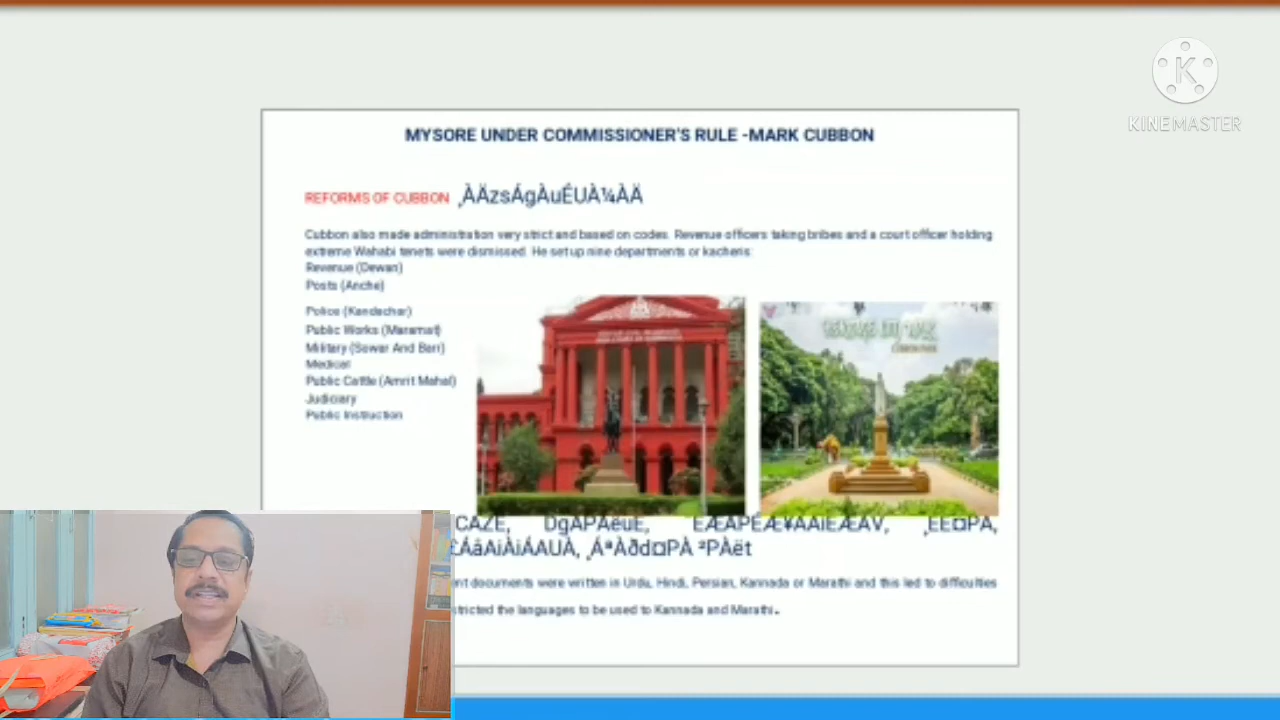 KINEMASTER
MYSORE UNDER COMMISSIONER'S RULE -MARK CUBBON
REFORMS OF CUBBON ¸ÀÄzsÁgÀuÉUÀ¼ÀÄ
Cubbon also made administration very strict and based on codes. Revenue officers taking bribes and a court officer holding
extreme Wahabi tenets were dismissed. He set up nine departments or kacheris:
Revenue (Dewan)
Posts (Anche)
Police (Kandachar)
Public Works (Maramat)
Military (Sowar And Barr)
Medical
Public Cattle (Amrit Mahal)
Judiciary
Public Instruction
documents were written in Urdu, Hindi, Persian, Kannada or Marathi and this led to difficulties
the languages to be used to Kannada and Marathi.